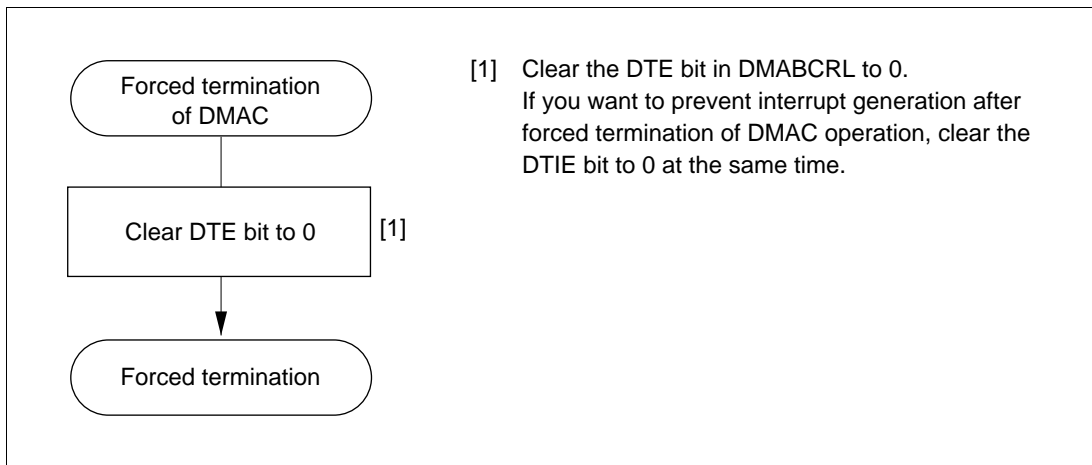 Forced termination
of DMAC
Clear DTE bit to 0
[1]
Forced termination
[1] Clear the DTE bit in DMABCRL to 0.
If you want to prevent interrupt generation after
forced termination of DMAC operation, clear the
DTIE bit to 0 at the same time.